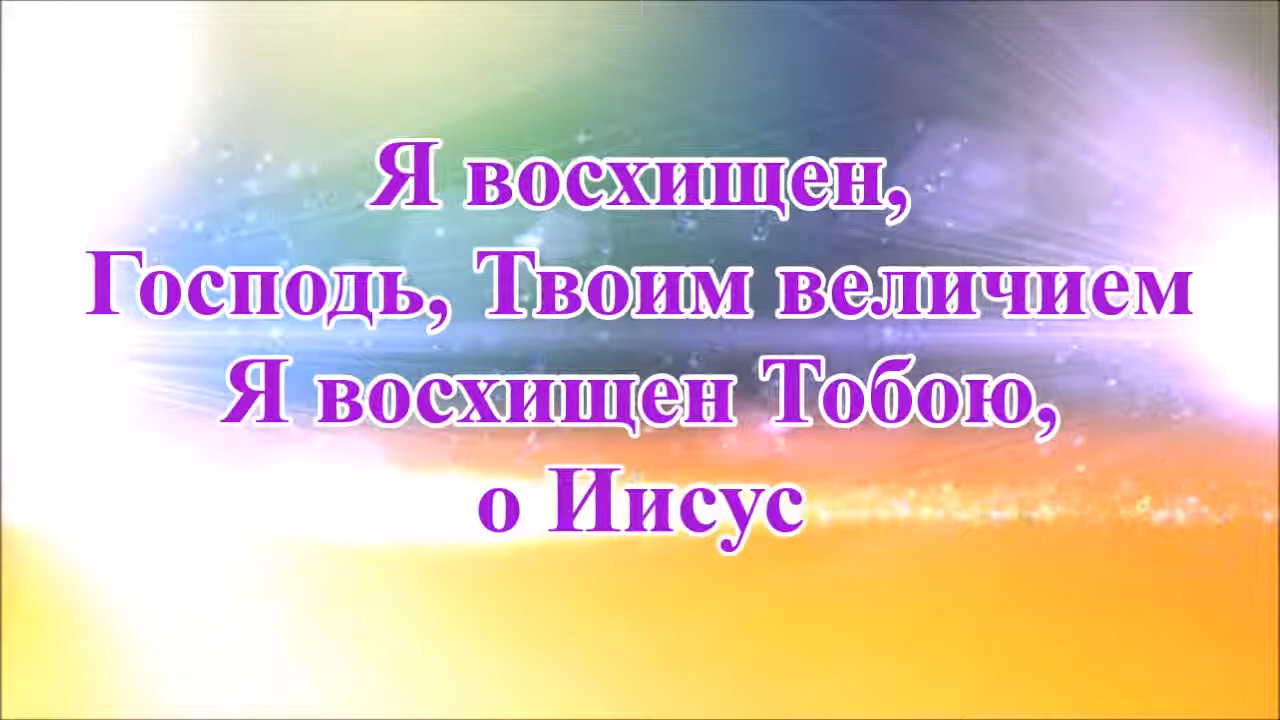 Я восхищен,
Господь, Твоим величием
Я восхищен Тобою,
о Иисус